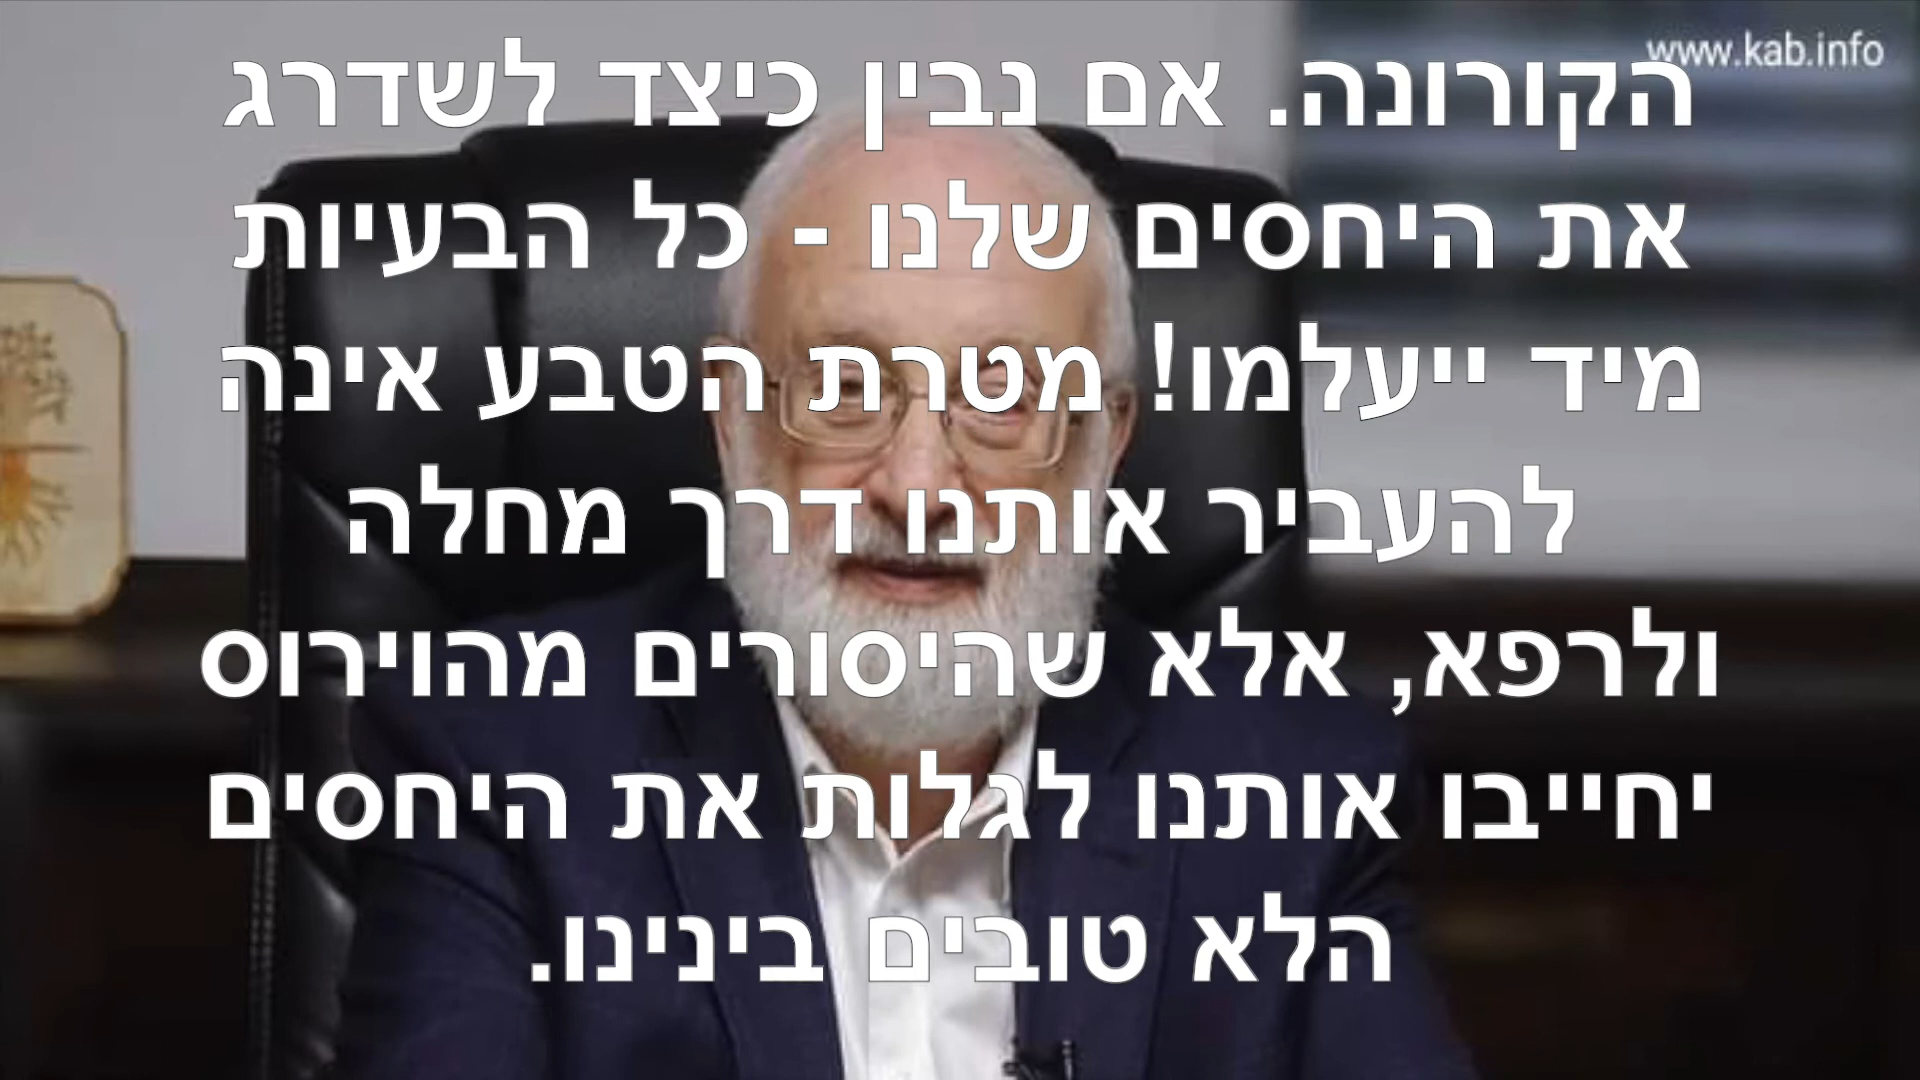 www.kab.info
הקורונה. אם נבין כיצד לשדרג
את היחסים שלנו - כל הבעיות
מיד ייעלמו! מטרת הטבע אינה
להעביר אותנו דרך מחלה
ולרפא, אלא שהיסורים מהוירוס
יחייבו אותנו לגלות את היחסים
הלא טובים בינינו.